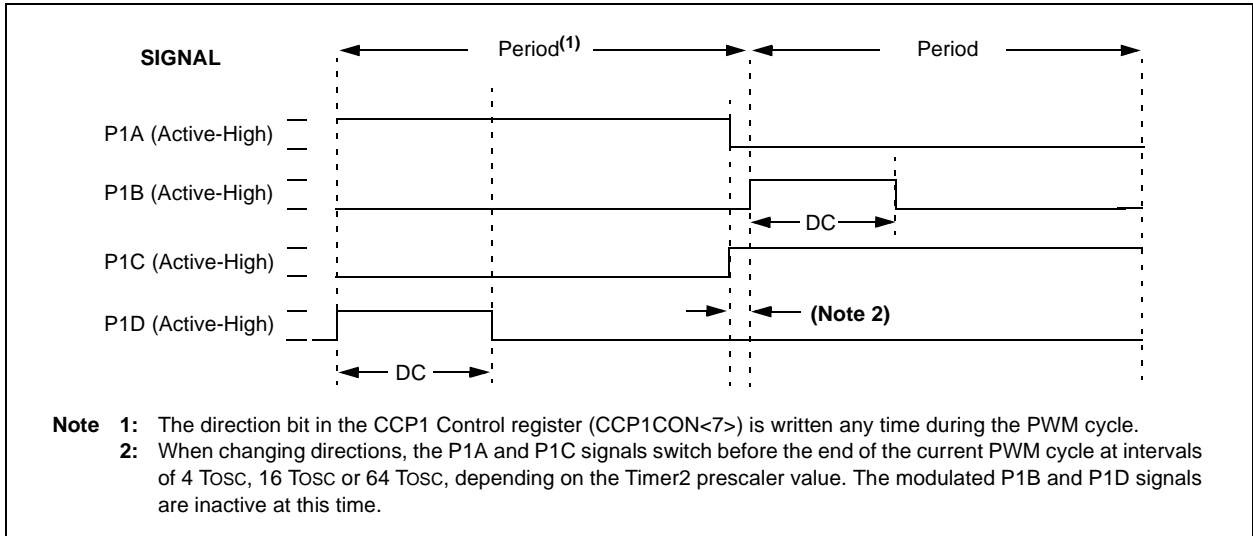 SIGNAL
Period(1)
Period
P1A (Active-High)
P1B (Active-High)
DC
P1C (Active-High)
P1D (Active-High)
(Note 2)
DC
Note 1: The direction bit in the CCP1 Control register (CCP1CON<7>) is written any time during the PWM cycle.
2: When changing directions, the P1A and P1C signals switch before the end of the current PWM cycle at intervals
of 4 TOSC, 16 TOSC or 64 TOSC, depending on the Timer2 prescaler value. The modulated P1B and P1D signals
are inactive at this time.